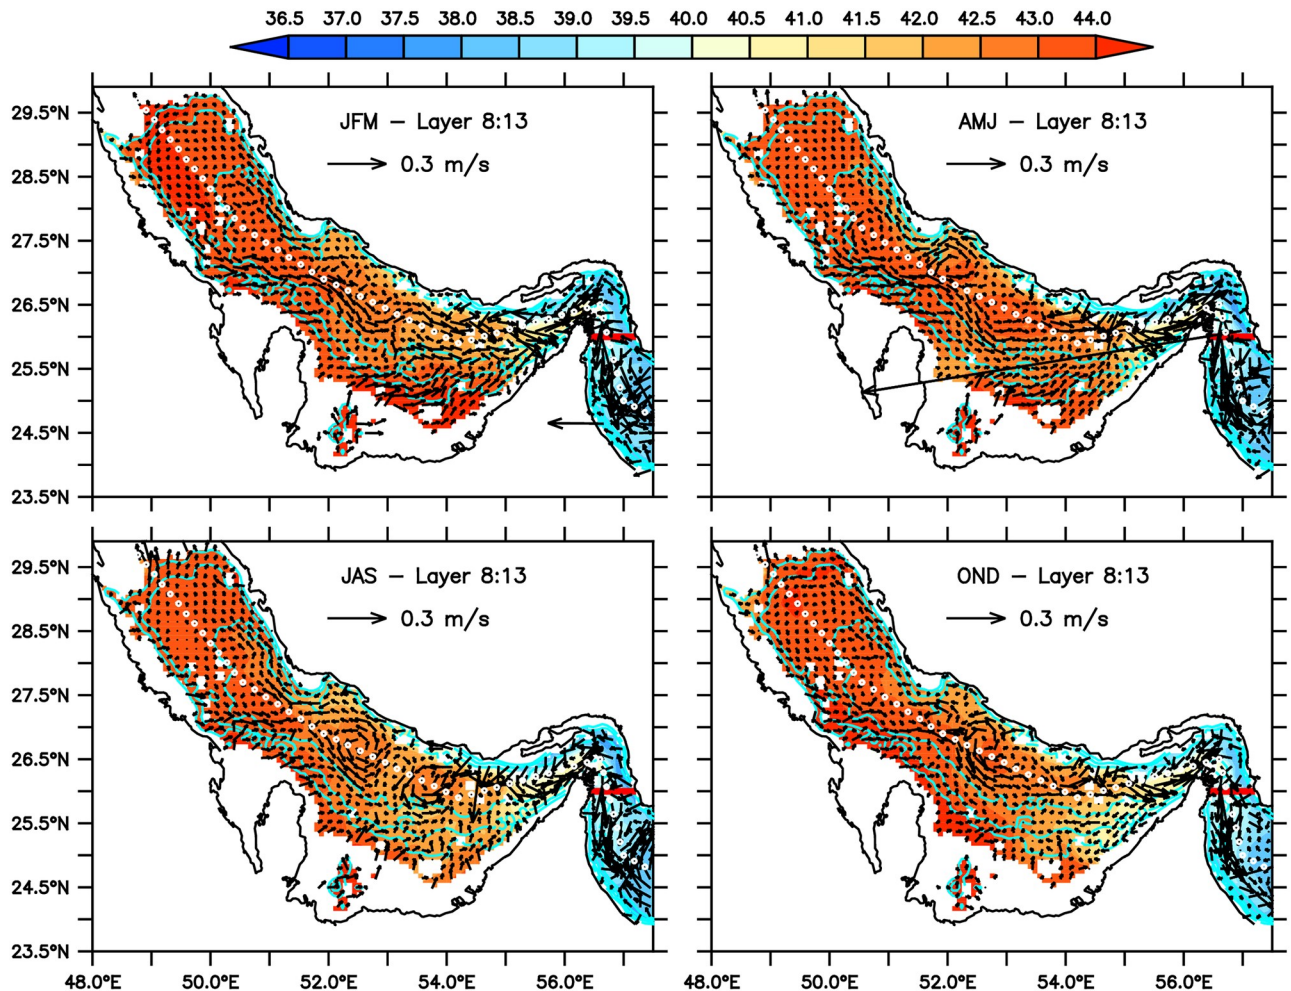 36.5 37.0 37.5 38.0 38.5 39.0 39.5 40.0 40.5 41.0 41.5 42.0 42.5 43.0 44.0
29.5°N
28.5°N
27.5°N
26.5°N
25.5°N
24.5°N
23.5°N
JFM – Layer 8:13
0.3 m/s
AMJ – Layer 8:13
0.3 m/s
29.5°N
28.5°N
27.5°N
26.5°N
25.5°N
24.5°N
23.5°N
JAS – Layer 8:13
0.3 m/s
OND – Layer 8:13
0.3 m/s
48.0°E 50.0°E 52.0°E 54.0°E 56.0°E
48.0°E 50.0°E 52.0°E 54.0°E 56.0°E